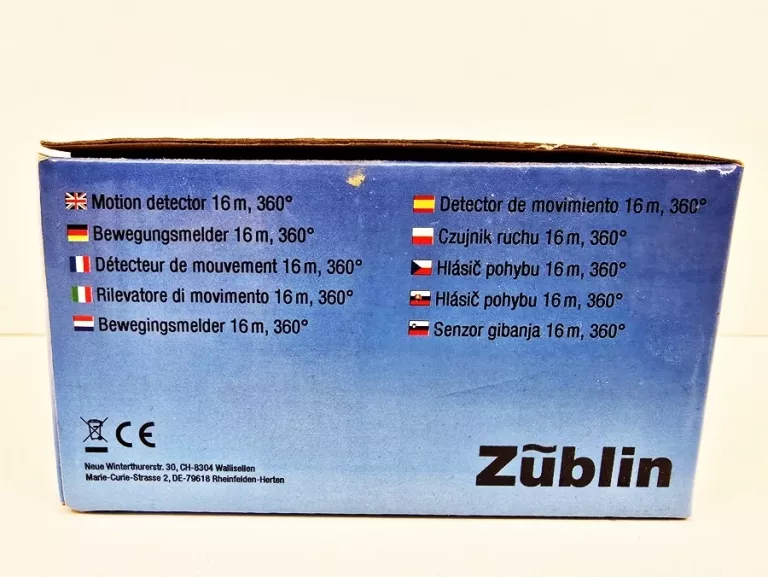 Motion detector 16 m, 360°
Bewegungsmelder 16 m, 360°
Détecteur de mouvement 16 m, 360°
Rilevatore di movimento 16 m, 360°
Bewegingsmelder 16 m, 360°
Detector de movimiento 16 m, 360°
Czujnik ruchu 16 m, 360°
Hlásič pohybu 16 m, 360°
Hlásič pohybu 16 m, 360°
Senzor gibanja 16 m, 360°
CE
Neue Winterthurerstr. 30, CH-8304 Wallisellen
Marie-Curie-Strasse 2, DE-79618 Rheinfelden-Herten
Züblin